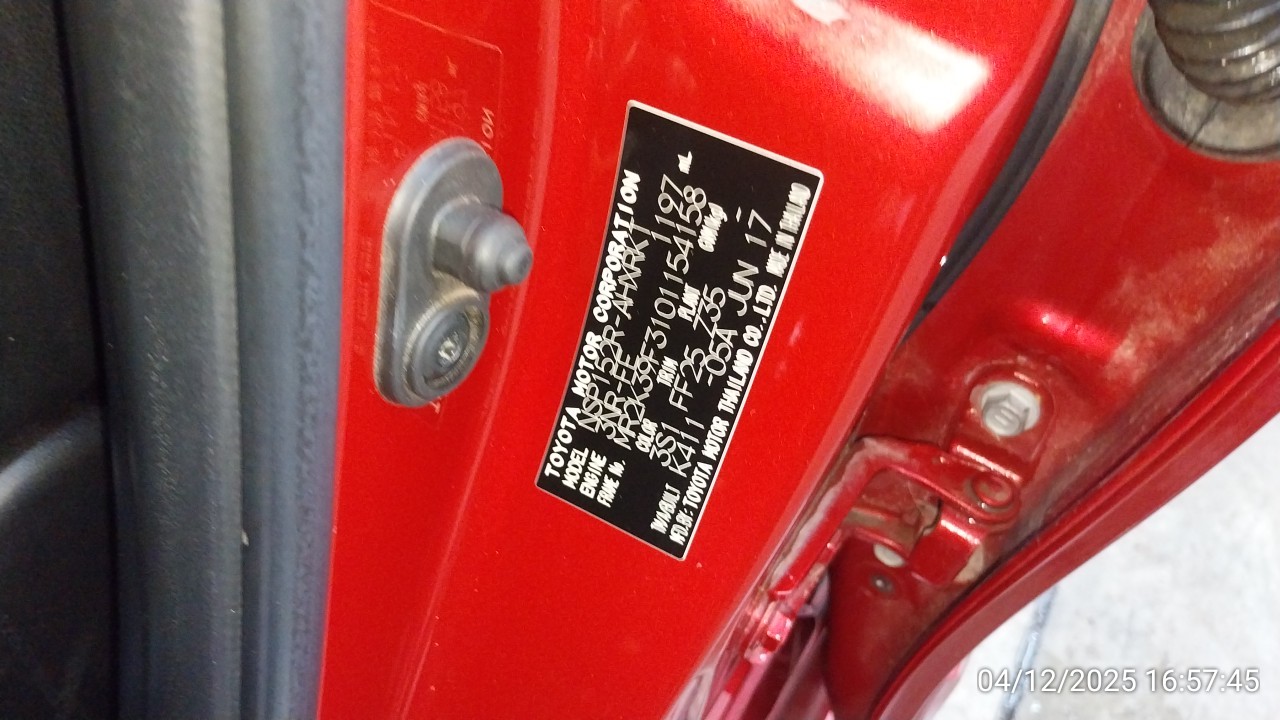 TOYOTA MOTOR CORPORATION
MODEL NSP152R-AHXRKT
ENGINE 3NR-FE 1197 mL
FRAME No. MR2K39F3101154158
COLOR TRIM PLANT GVM(kg)
3S1 FF25 735
K411 -05A JUN 17
MFD.BY: TOYOTA MOTOR THAILAND CO.,LTD. MADE IN THAILAND
04/12/2025 16:57:45